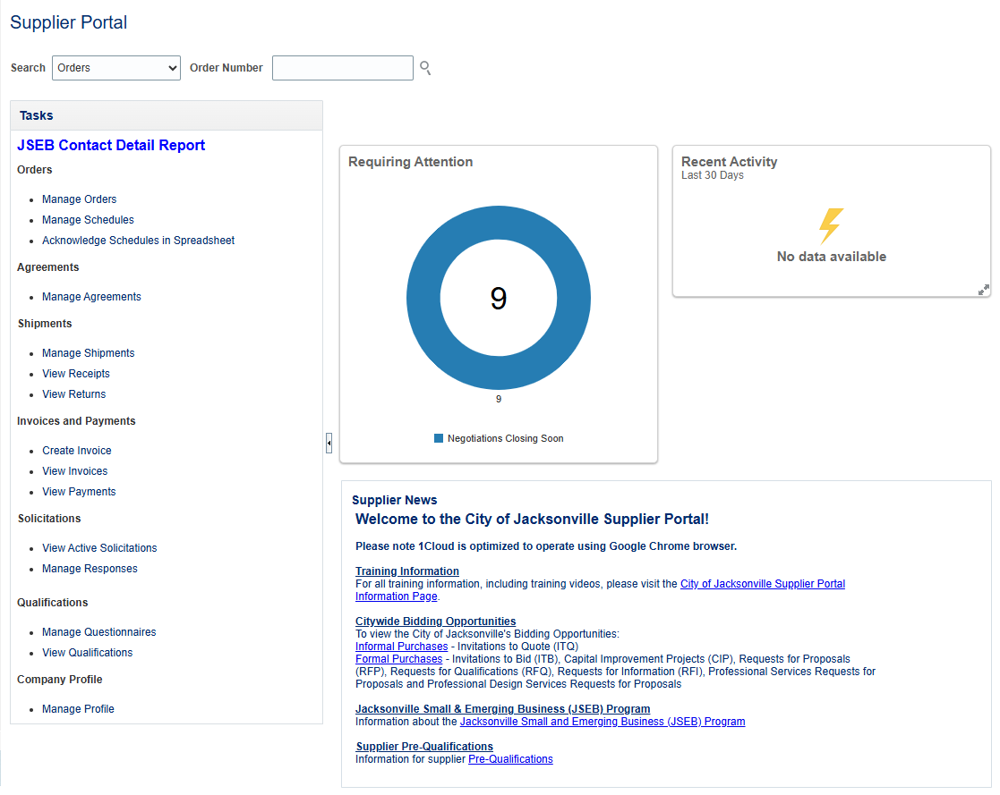 Supplier Portal
Search Orders Order Number
Tasks
JSEB Contact Detail Report
Orders
Manage Orders
Manage Schedules
Acknowledge Schedules in Spreadsheet
Agreements
Manage Agreements
Shipments
Manage Shipments
View Receipts
View Returns
Invoices and Payments
Create Invoice
View Invoices
View Payments
Solicitations
View Active Solicitations
Manage Responses
Qualifications
Manage Questionnaires
View Qualifications
Company Profile
Manage Profile
Requiring Attention
9
9
Negotiations Closing Soon
Recent Activity
Last 30 Days
No data available
Supplier News
Welcome to the City of Jacksonville Supplier Portal!
Please note 1Cloud is optimized to operate using Google Chrome browser.
Training Information
For all training information, including training videos, please visit the City of Jacksonville Supplier Portal
Information Page.
Citywide Bidding Opportunities
To view the City of Jacksonville's Bidding Opportunities:
Informal Purchases - Invitations to Quote (ITQ)
Formal Purchases - Invitations to Bid (ITB), Capital Improvement Projects (CIP), Requests for Proposals
(RFP), Requests for Qualifications (RFQ), Requests for Information (RFI), Professional Services Requests for
Proposals and Professional Design Services Requests for Proposals
Jacksonville Small & Emerging Business (JSEB) Program
Information about the Jacksonville Small and Emerging Business (JSEB) Program
Supplier Pre-Qualifications
Information for supplier Pre-Qualifications